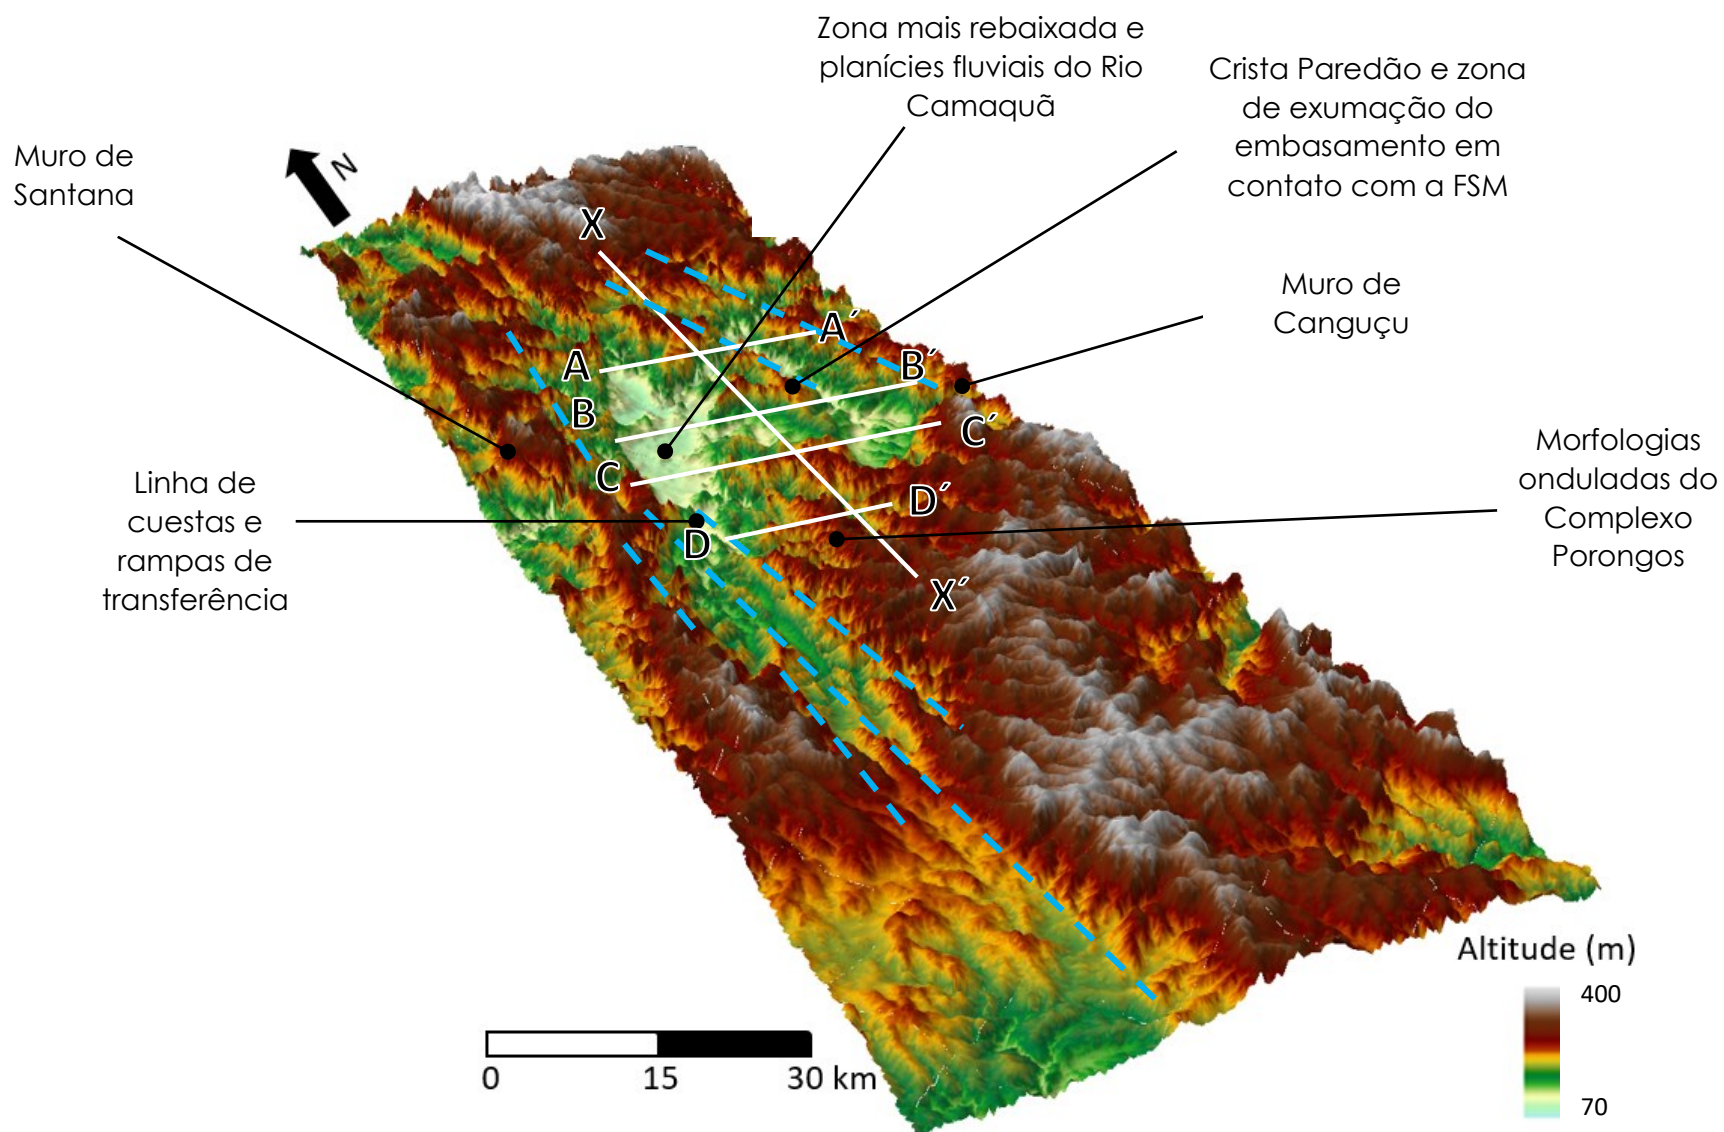 Zona mais rebaixada e
planícies fluviais do Rio
Camaquã
Crista Paredão e zona
de exumação do
embasamento em
contato com a FSM
Muro de
Santana
N
Muro de
Canguçu
X
A
A´
B
B´
C
C´
D
D´
X´
Linha de
cuestas e
rampas de
transferência
Morfologias
onduladas do
Complexo
Porongos
Altitude (m)
400
70
0
15
30 km